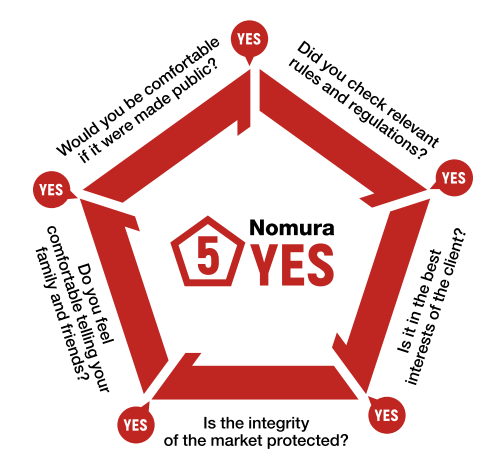 YES
Did you check relevant
rules and regulations?
YES
Is it in the best
interests of the client?
YES
Is the integrity
of the market protected?
YES
Do you feel
comfortable telling your
family and friends?
YES
Would you be comfortable
if it were made public?
5
Nomura
YES